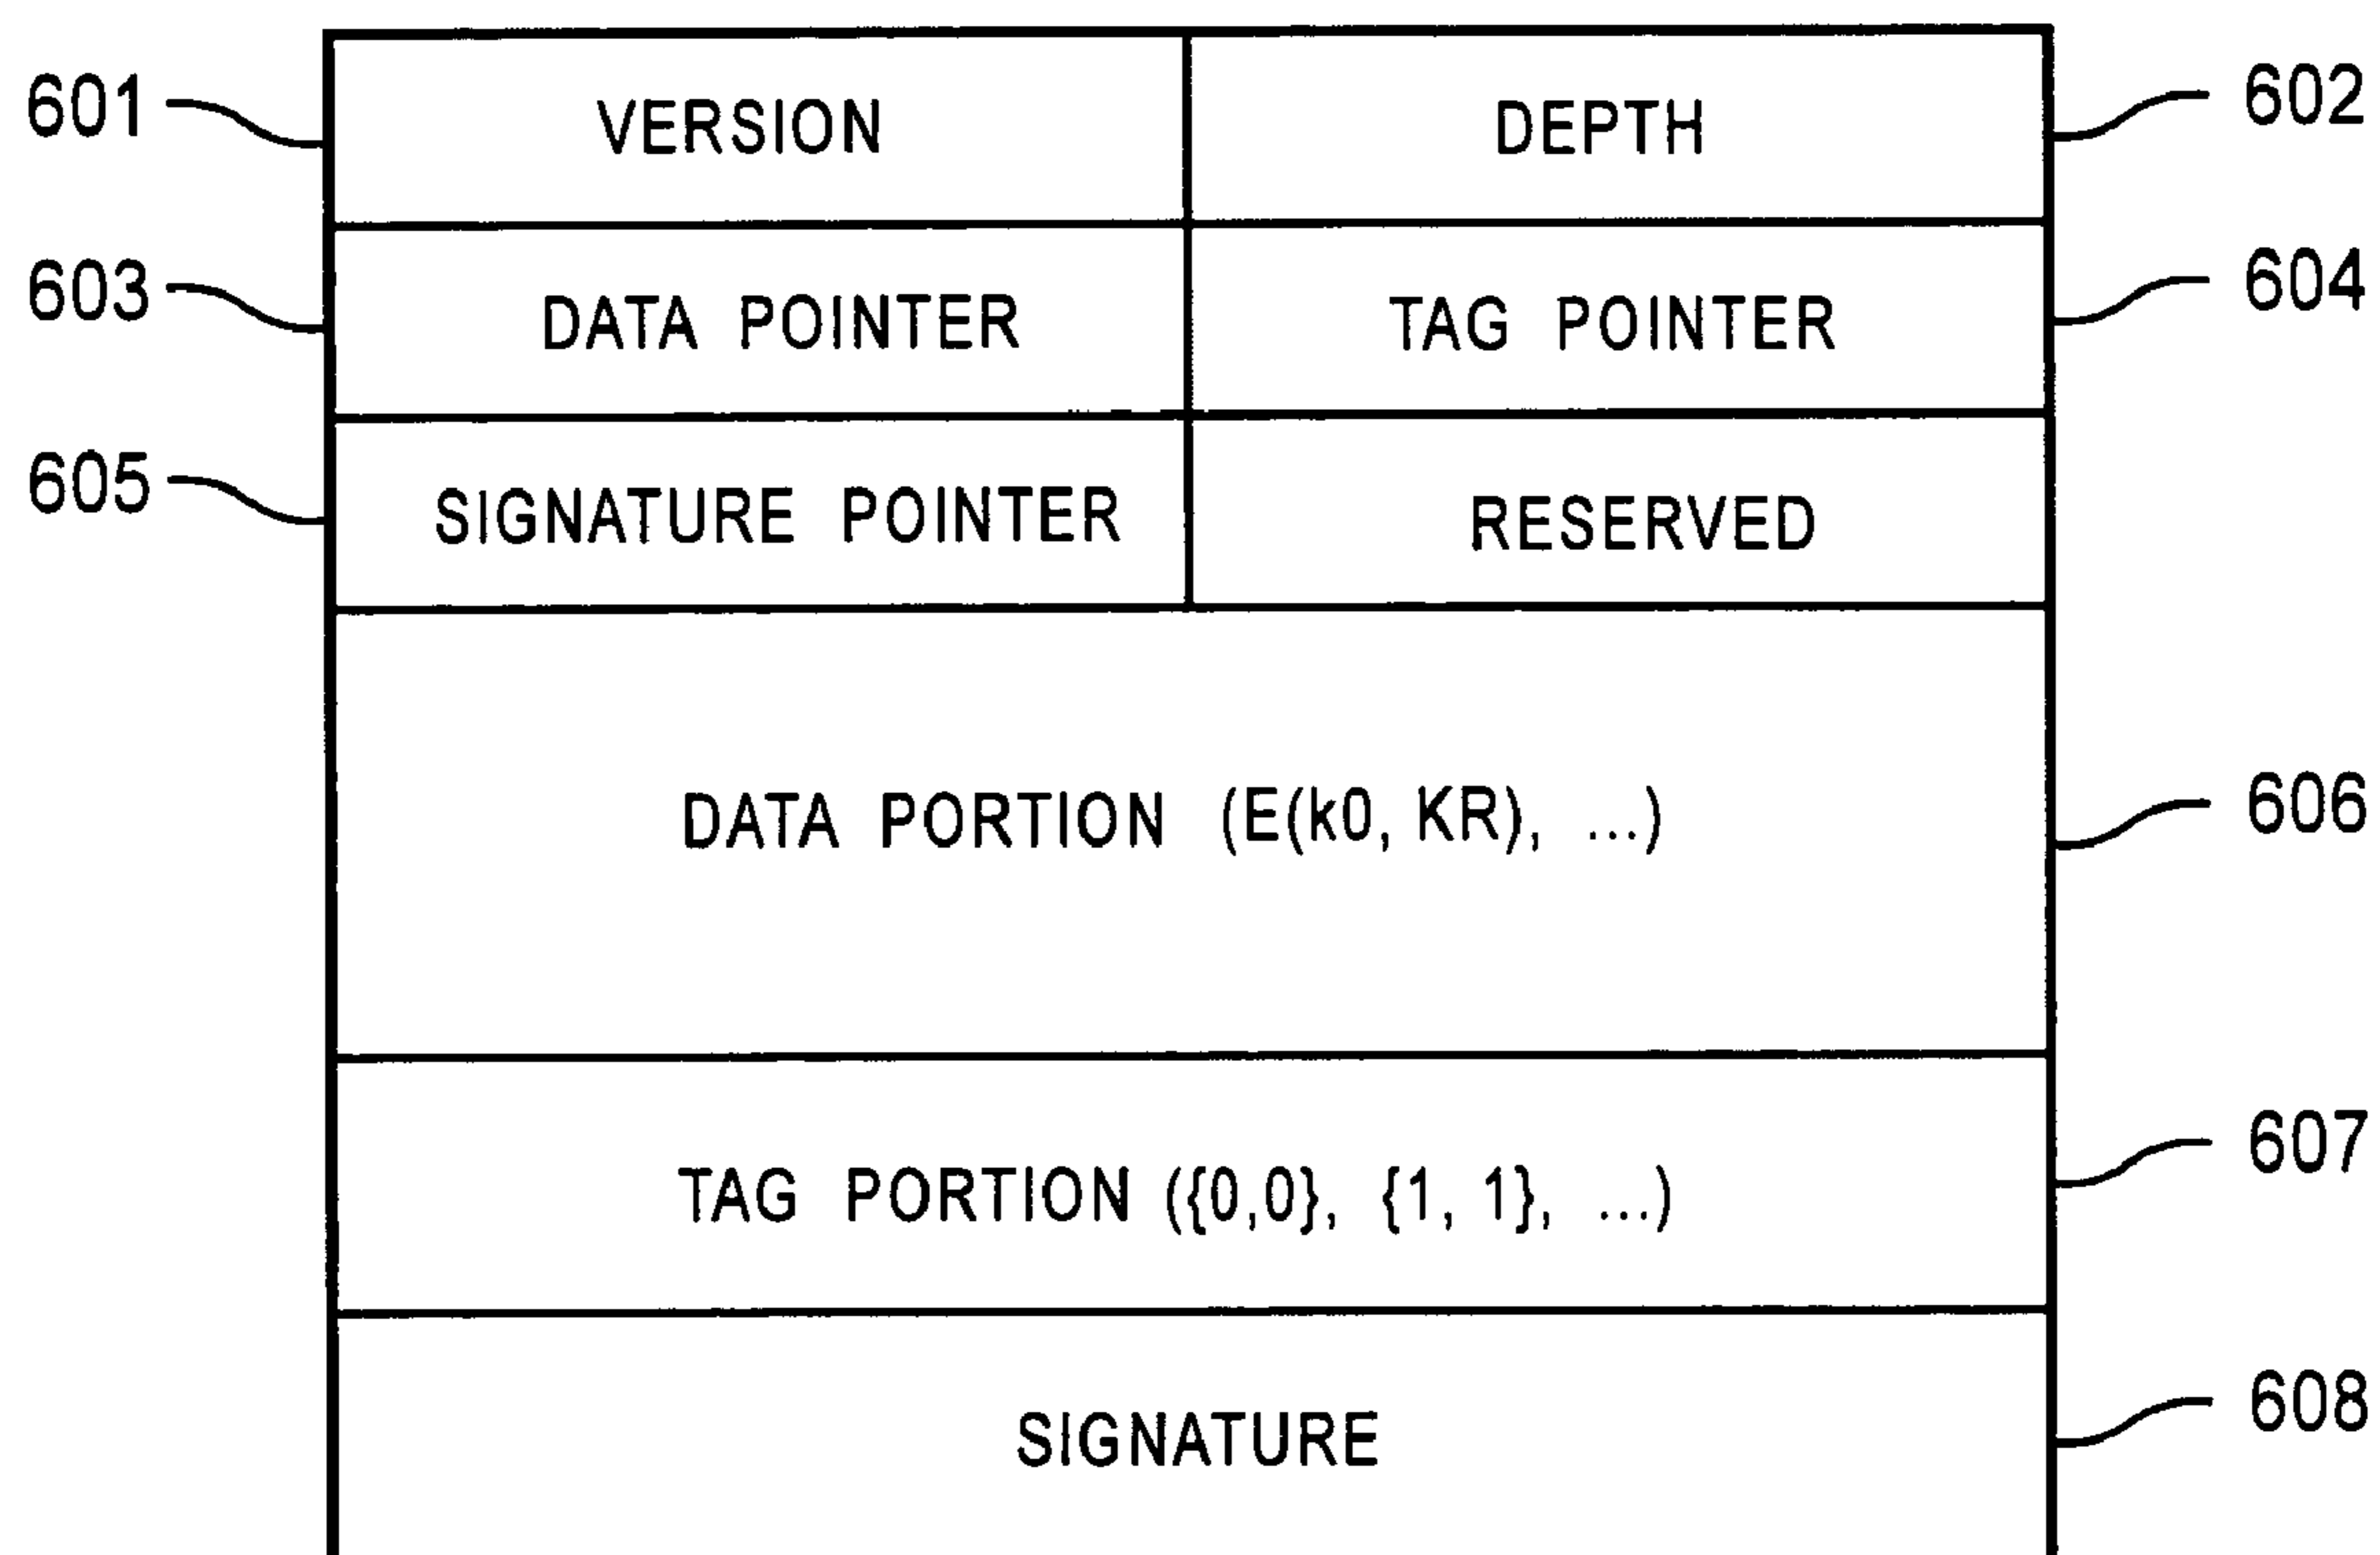 601 VERSION DEPTH 602
603 DATA POINTER TAG POINTER 604
605 SIGNATURE POINTER RESERVED
DATA PORTION (E(k0, KR), ...) 606
TAG PORTION ({0,0}, {1, 1}, ...) 607
SIGNATURE 608